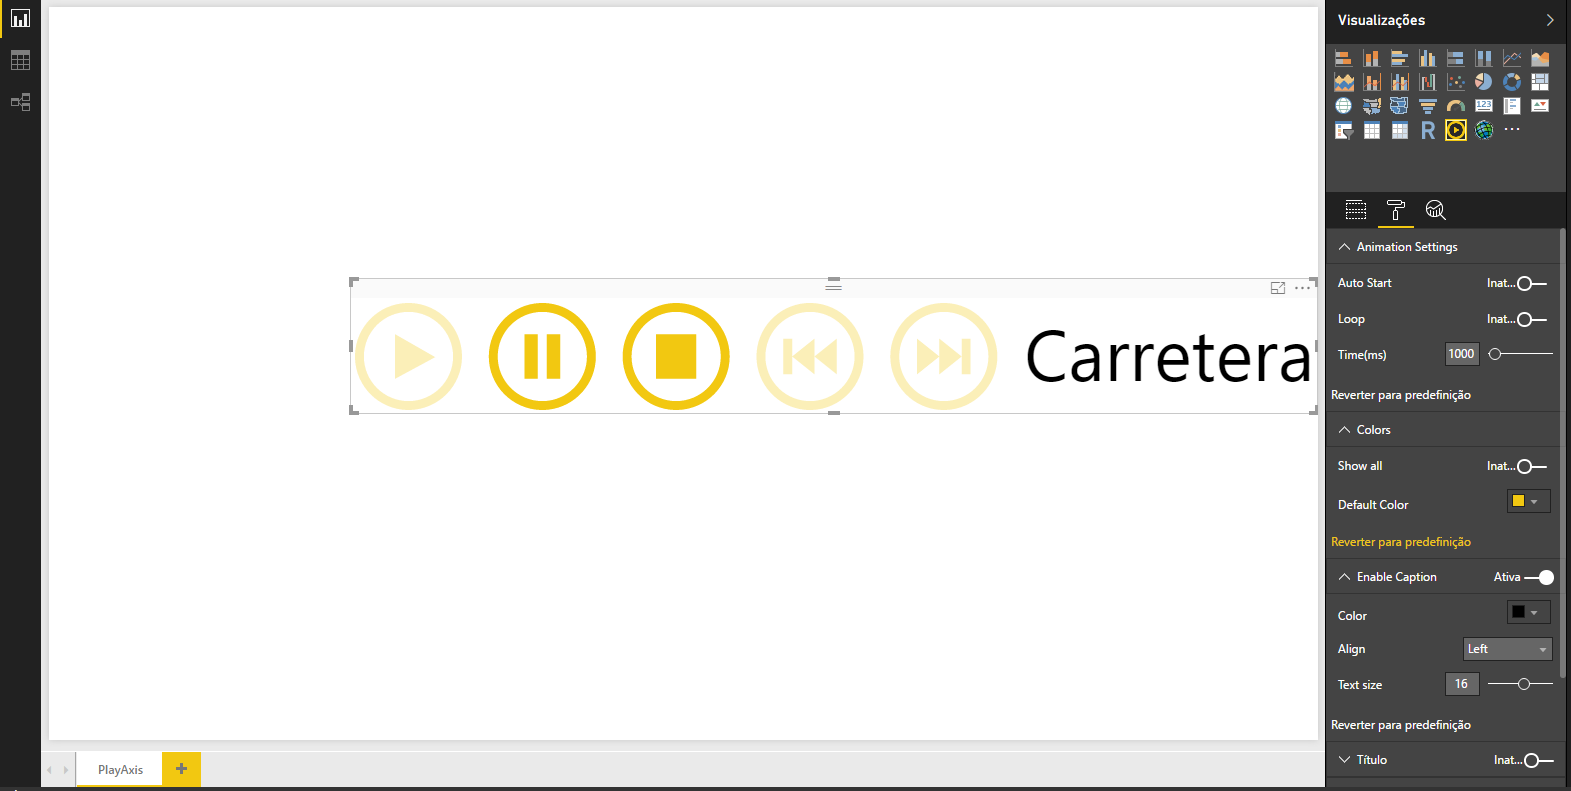 Visualizações
123
R
Animation Settings
Auto Start Inat...
Loop Inat...
Time(ms) 1000
Reverter para predefinição
Colors
Show all Inat...
Default Color
Reverter para predefinição
Enable Caption Ativa
Color
Align Left
Text size 16
Reverter para predefinição
Título Inat...
Carretera
PlayAxis